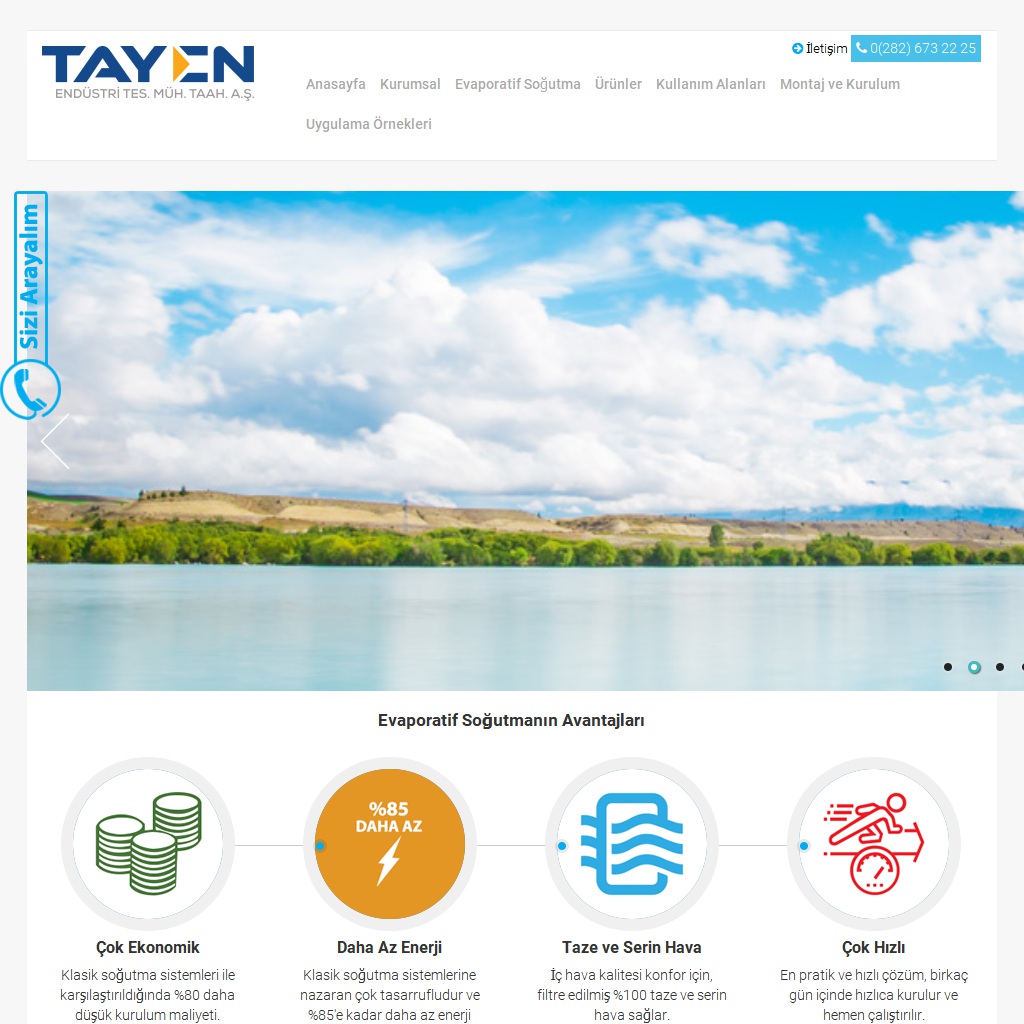 TAYEN
ENDÜSTRİ TES. MÜH. TAAH. A.Ş.
İletişim 0(282) 673 22 25
Anasayfa Kurumsal Evaporatif Soğutma Ürünler Kullanım Alanları Montaj ve Kurulum
Uygulama Örnekleri
Sizi Arayalım
Evaporatif Soğutmanın Avantajları
%85
DAHA AZ
Çok Ekonomik
Klasik soğutma sistemleri ile
karşılaştırıldığında %80 daha
düşük kurulum maliyeti.
Daha Az Enerji
Klasik soğutma sistemlerine
nazaran çok tasarrufludur ve
%85'e kadar daha az enerji
Taze ve Serin Hava
İç hava kalitesi konfor için,
filtre edilmiş %100 taze ve serin
hava sağlar.
Çok Hızlı
En pratik ve hızlı çözüm, birkaç
gün içinde hızlıca kurulur ve
hemen çalıştırılır.